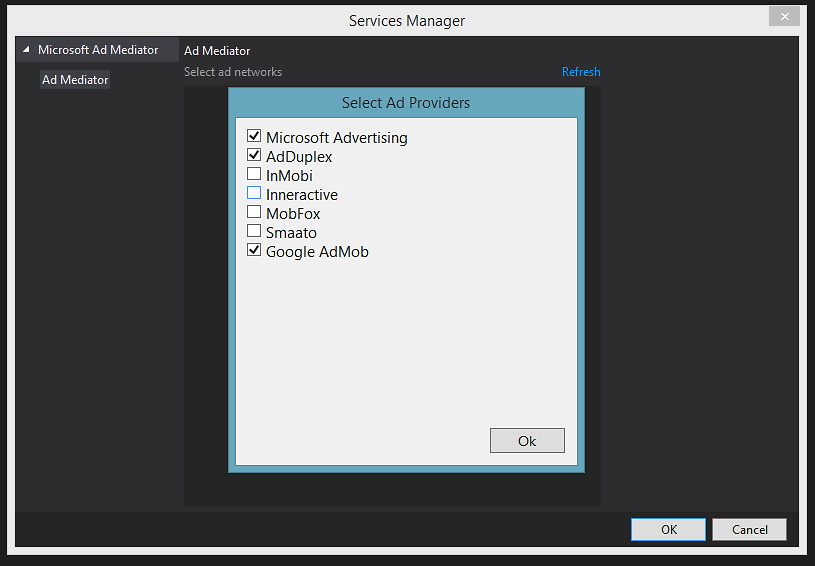 Services Manager
Microsoft Ad Mediator
Ad Mediator
Ad Mediator
Select ad networks
Refresh
Select Ad Providers
Microsoft Advertising
AdDuplex
InMobi
Inneractive
MobFox
Smaato
Google AdMob
Ok
OK
Cancel